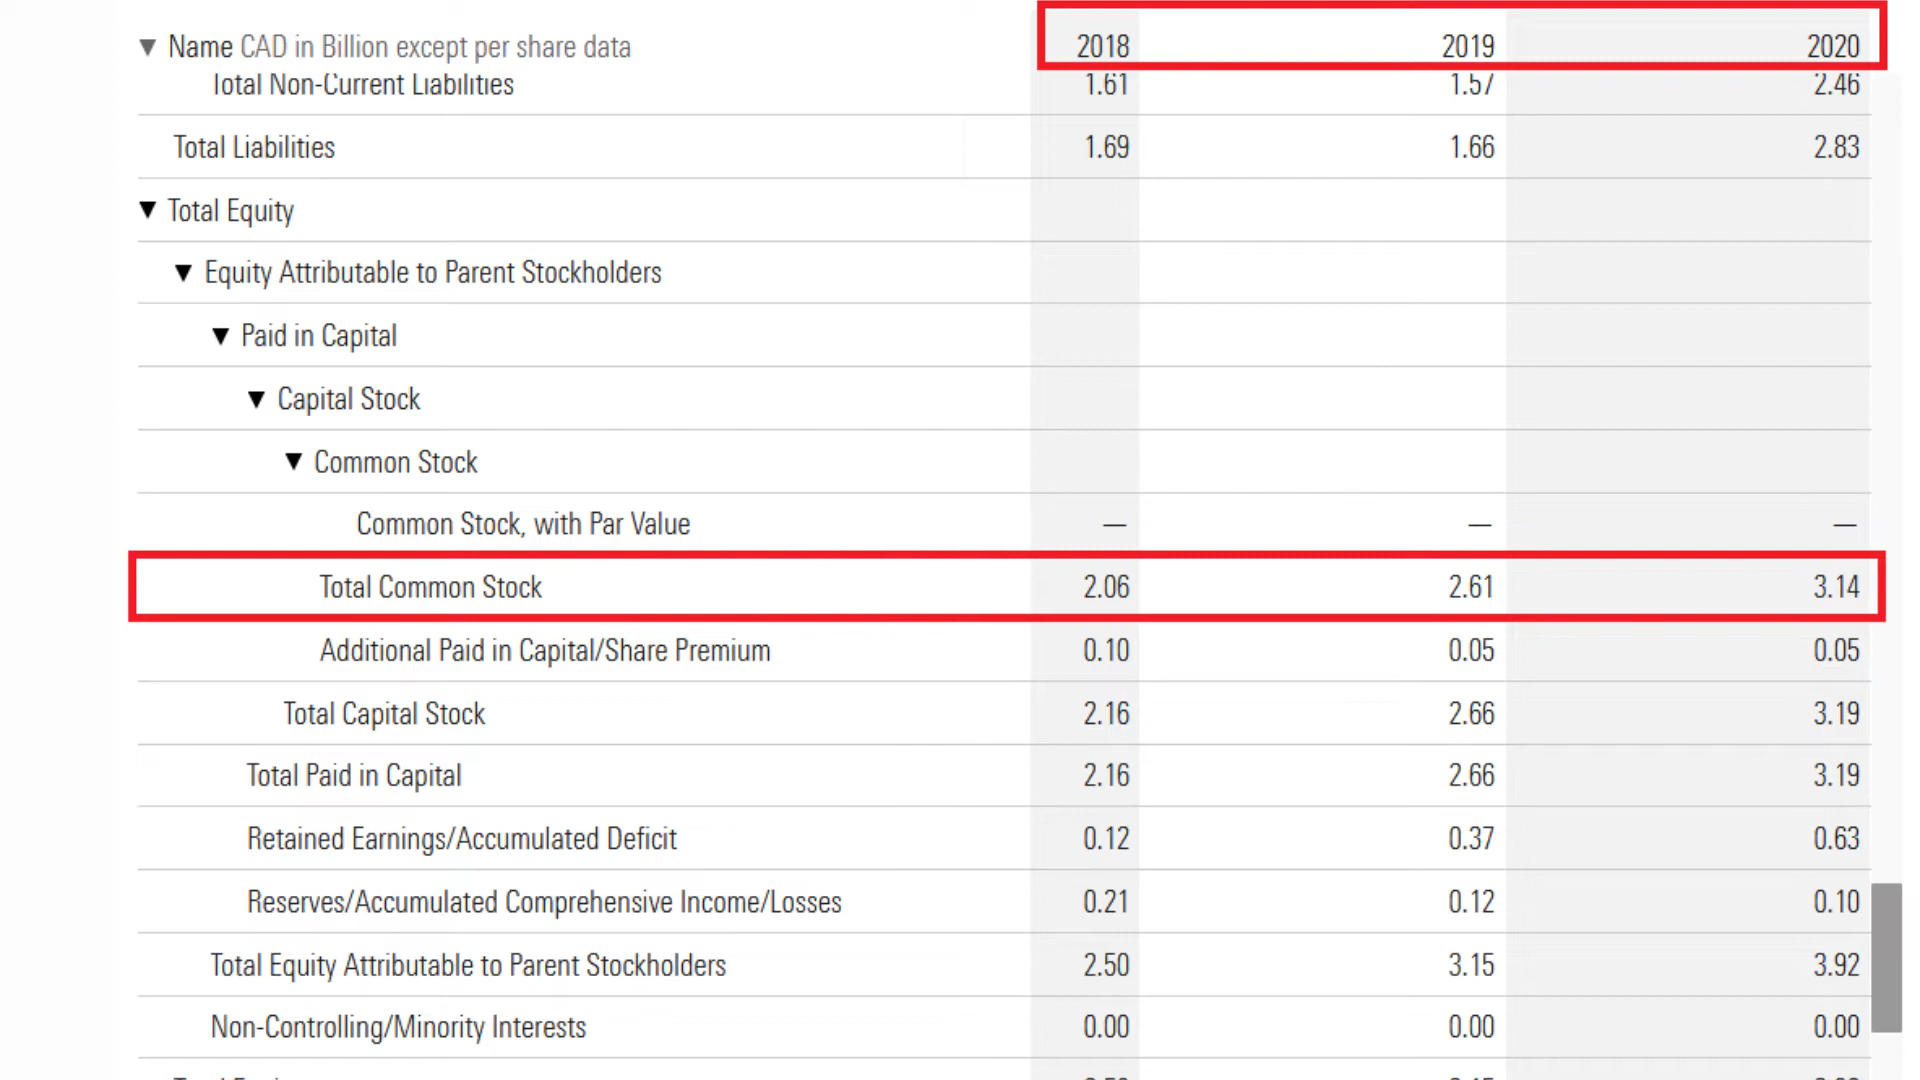 ▼ Name CAD in Billion except per share data 2018 2019 2020
Total Non-Current Liabilities 1.61 1.57 2.46
Total Liabilities 1.69 1.66 2.83
▼ Total Equity
▼ Equity Attributable to Parent Stockholders
▼ Paid in Capital
▼ Capital Stock
▼ Common Stock
Common Stock, with Par Value — — —
Total Common Stock 2.06 2.61 3.14
Additional Paid in Capital/Share Premium 0.10 0.05 0.05
Total Capital Stock 2.16 2.66 3.19
Total Paid in Capital 2.16 2.66 3.19
Retained Earnings/Accumulated Deficit 0.12 0.37 0.63
Reserves/Accumulated Comprehensive Income/Losses 0.21 0.12 0.10
Total Equity Attributable to Parent Stockholders 2.50 3.15 3.92
Non-Controlling/Minority Interests 0.00 0.00 0.00